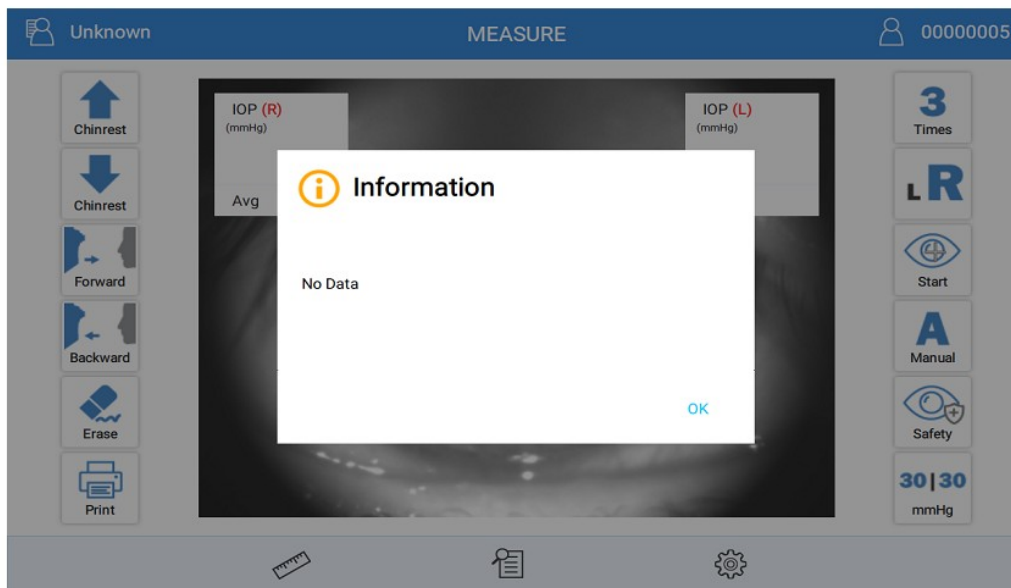 Unknown
MEASURE
00000005
Chinrest
Chinrest
Forward
Backward
Erase
Print
IOP (R)
(mmHg)
Avg
IOP (L)
(mmHg)
Information
No Data
OK
3
Times
L R
Start
A
Manual
Safety
30|30
mmHg